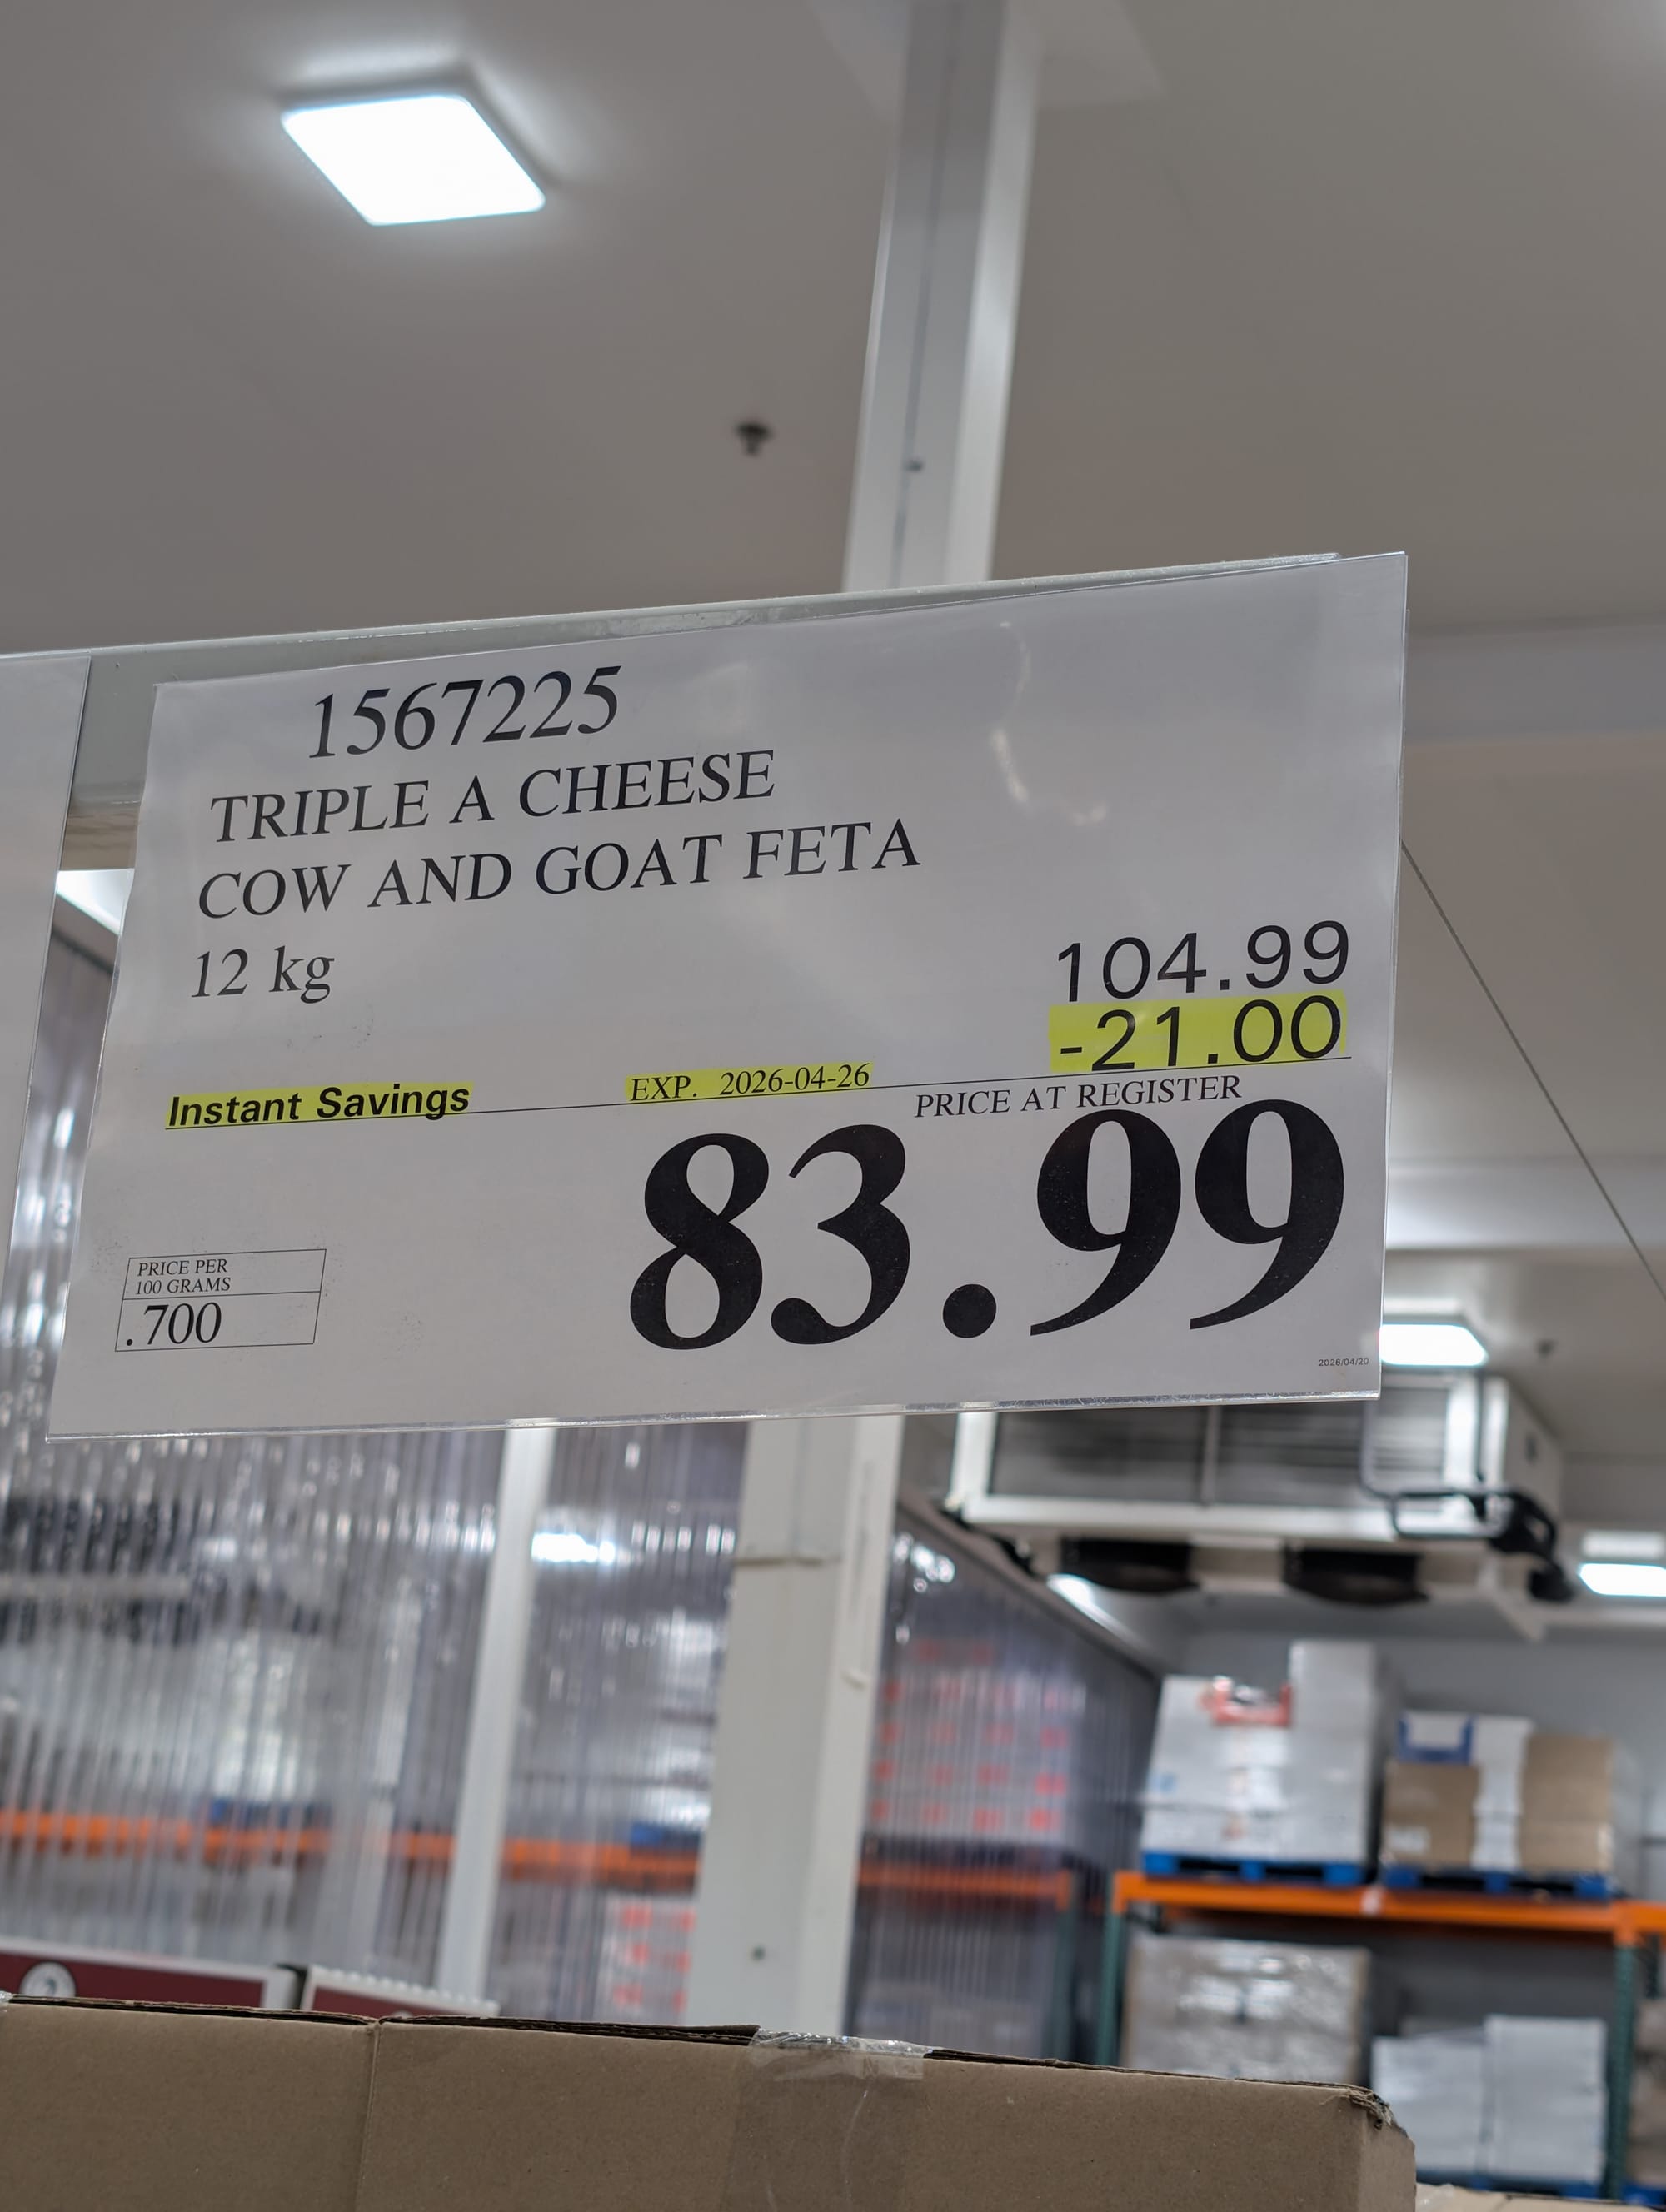 1567225
TRIPLE A CHEESE
COW AND GOAT FETA
12 kg
104.99
-21.00
Instant Savings EXP. 2026-04-26
PRICE AT REGISTER
83.99
PRICE PER
100 GRAMS
.700
2026/04/20